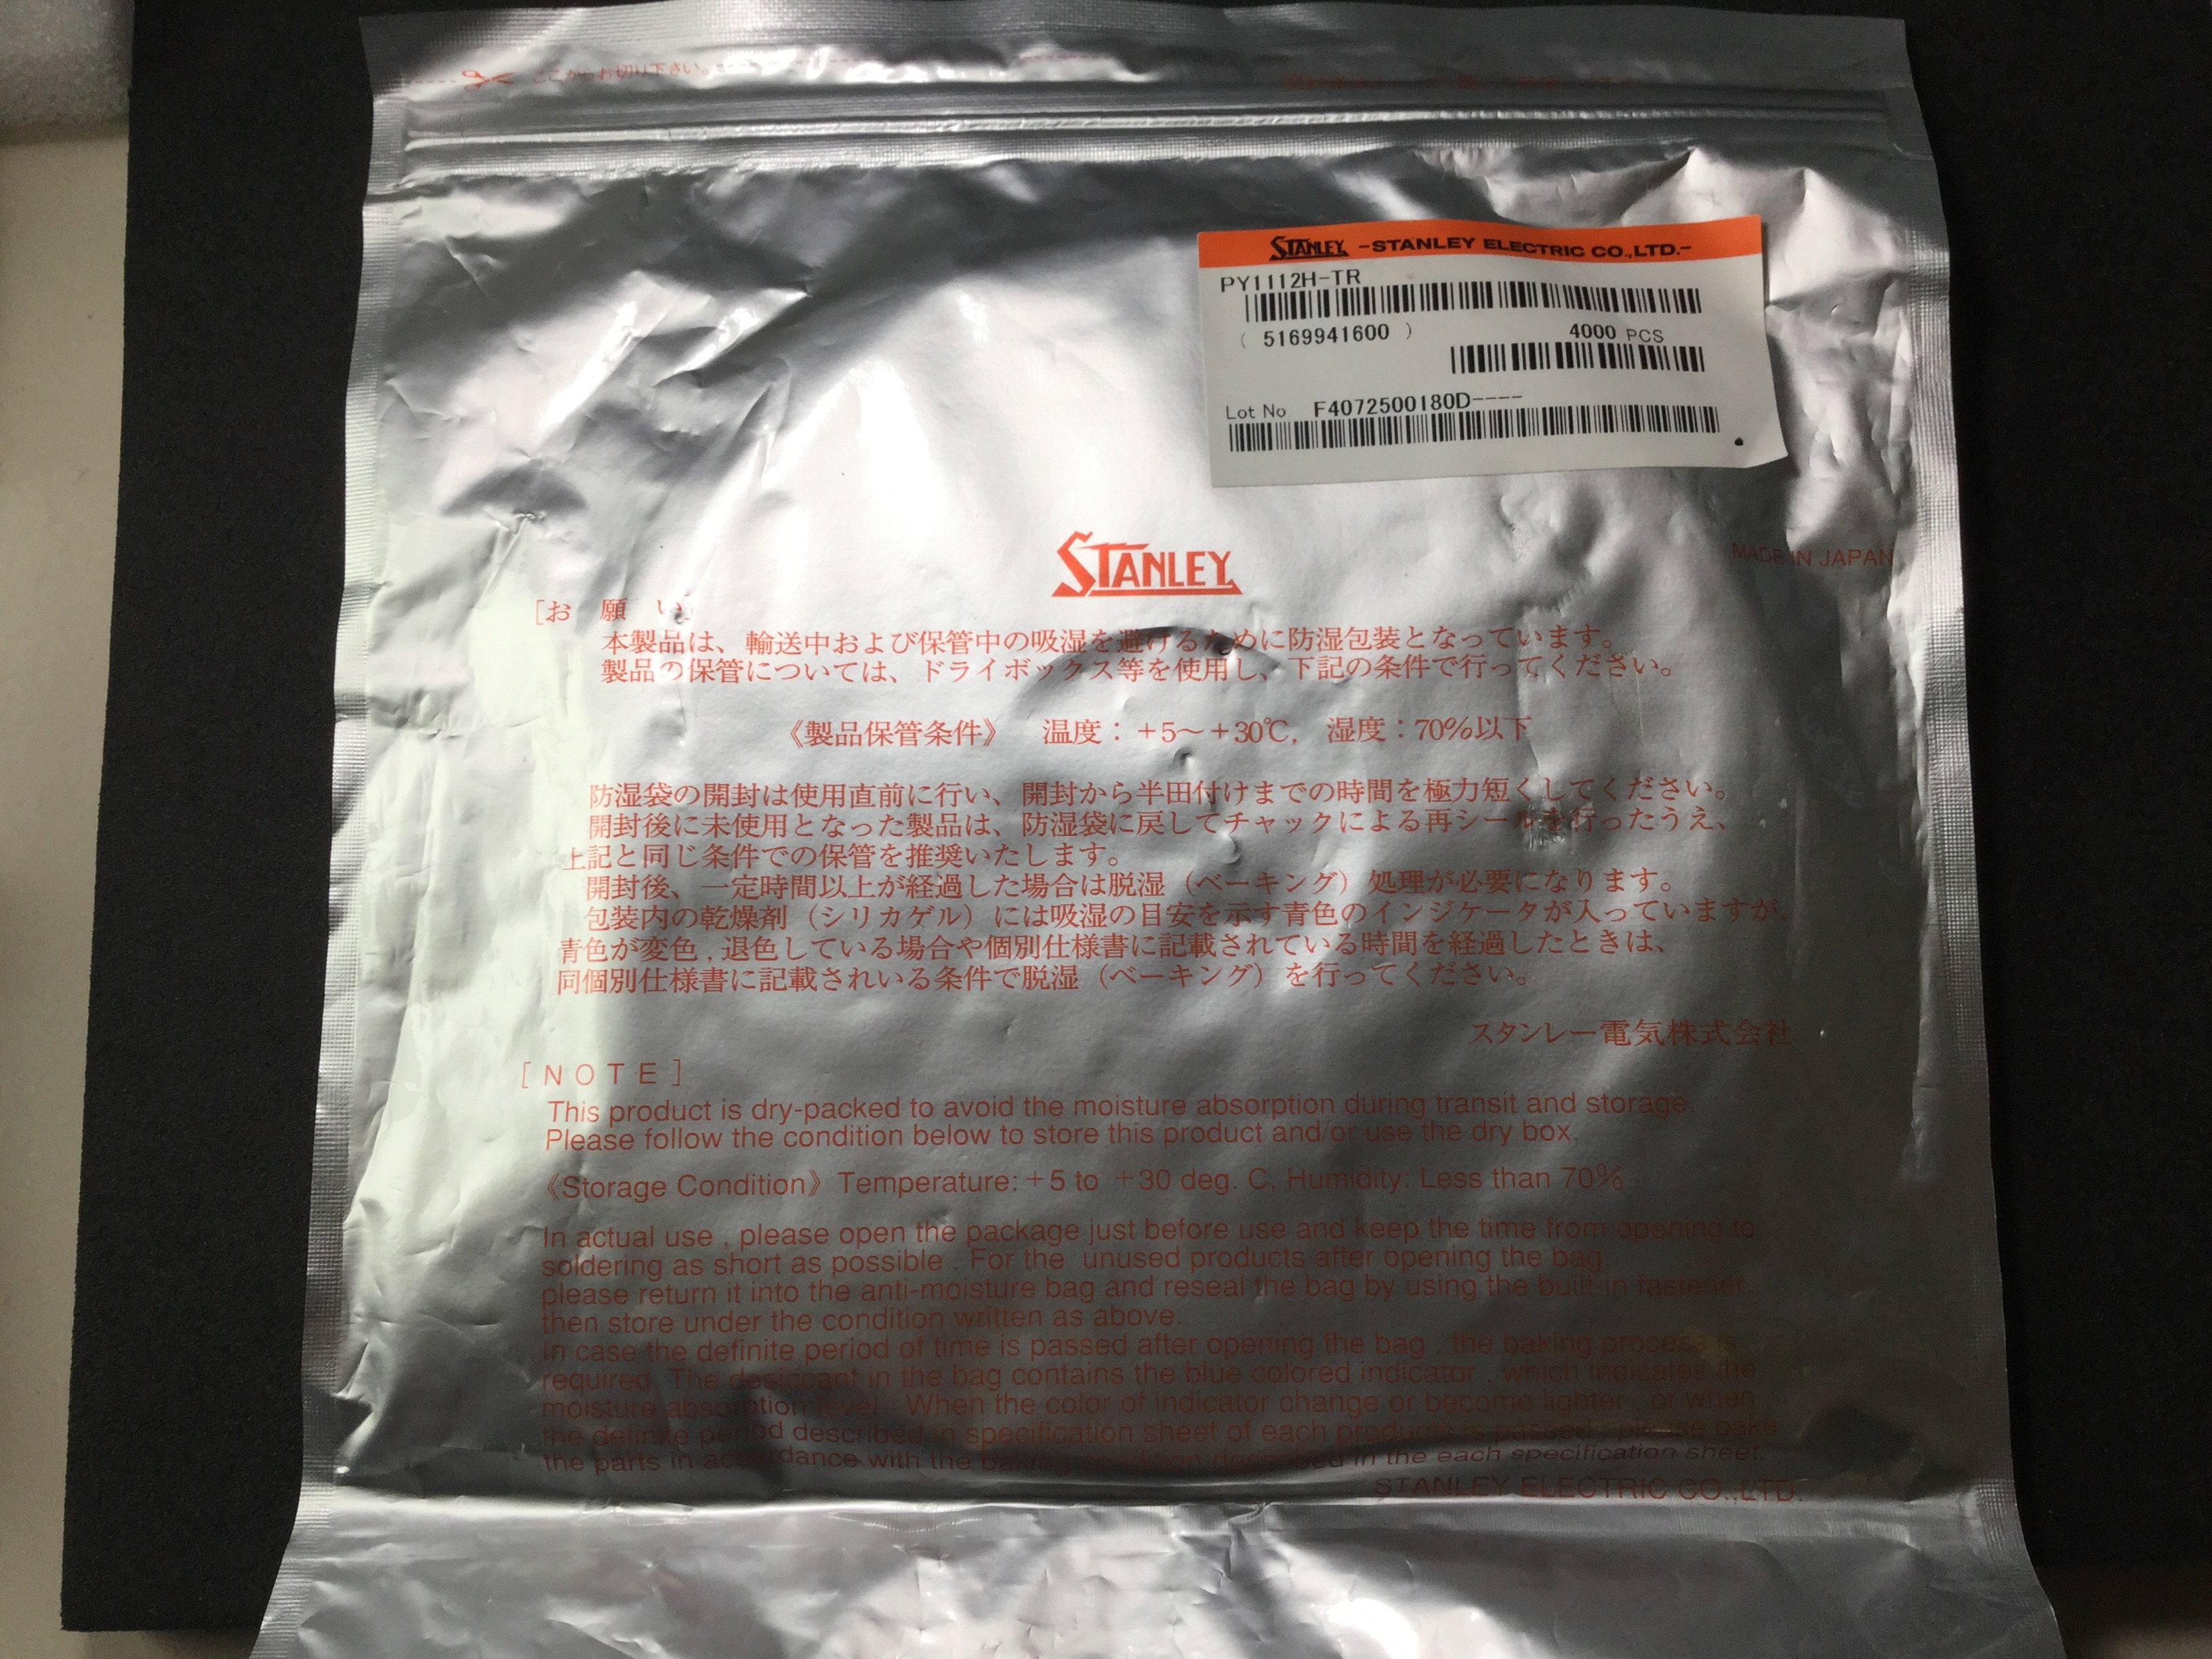 ここからお切り下さい。
STANLEY -STANLEY ELECTRIC CO.,LTD.-
PY1112H-TR
( 5169941600 ) 4000 PCS
Lot No. F4072500180D----
STANLEY
MADE IN JAPAN
[お 願 い]
本製品は、輸送中および保管中の吸湿を避けるために防湿包装となっています。
製品の保管については、ドライボックス等を使用し、下記の条件で行ってください。
《製品保管条件》 温度：+5～+30℃, 湿度：70%以下
防湿袋の開封は使用直前に行い、開封から半田付けまでの時間を極力短くしてください。
開封後に未使用となった製品は、防湿袋に戻してチャックによる再シールを行ったうえ、
上記と同じ条件での保管を推奨いたします。
開封後、一定時間以上が経過した場合は脱湿（ベーキング）処理が必要になります。
包装内の乾燥剤（シリカゲル）には吸湿の目安を示す青色のインジケータが入っていますが、
青色が変色,退色している場合や個別仕様書に記載されている時間を経過したときは、
同個別仕様書に記載されいる条件で脱湿（ベーキング）を行ってください。
スタンレー電気株式会社
[NOTE]
This product is dry-packed to avoid the moisture absorption during transit and storage.
Please follow the condition below to store this product and/or use the dry box.
《Storage Condition》 Temperature:+5 to +30 deg. C, Humidity: Less than 70%
In actual use , please open the package just before use and keep the time from opening to
soldering as short as possible . For the unused products after opening the bag,
please return it into the anti-moisture bag and reseal the bag by using the built-in fastener,
then store under the condition written as above.
In case the definite period of time is passed after opening the bag , the baking process is
required. The desiccant in the bag contains the blue colored indicator , which indicates the
moisture absorption level . When the color of indicator change or become lighter , or when
the definite period described in specification sheet of each products is passed , please bake
the parts in accordance with the baking condition described in the each specification sheet.
STANLEY ELECTRIC CO.,LTD.